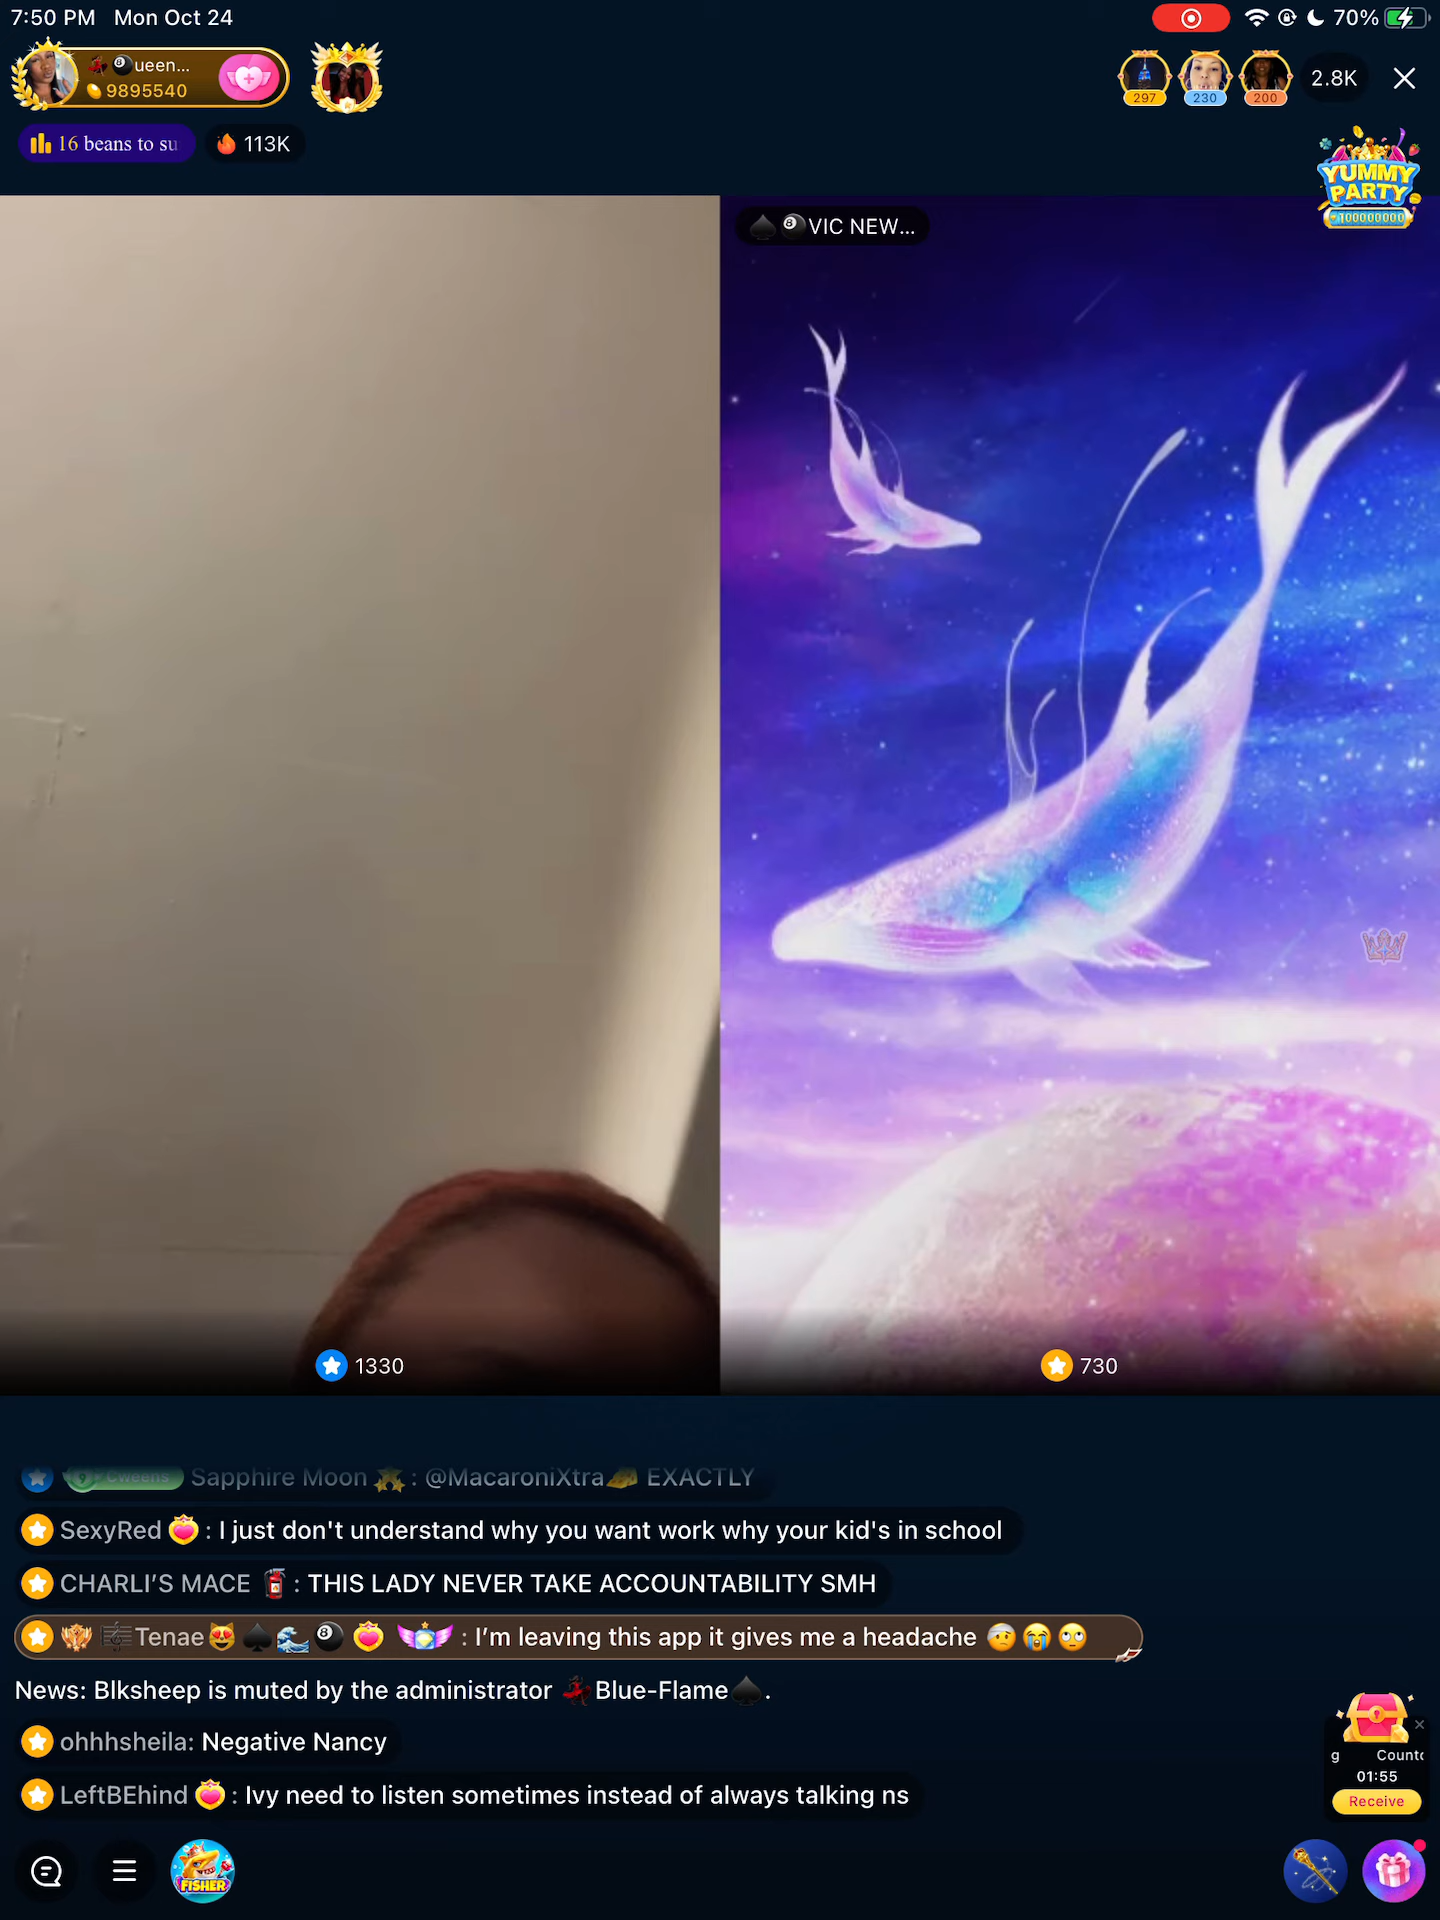 7:50 PM Mon Oct 24
70%
ueen...
9895540
297
230
200
2.8K
16 beans to su
113K
YUMMY
PARTY
100000000
VIC NEW...
1330
730
9 Cweens Sapphire Moon : @MacaroniXtra EXACTLY
SexyRed : I just don't understand why you want work why your kid's in school
CHARLI'S MACE : THIS LADY NEVER TAKE ACCOUNTABILITY SMH
Tenae : I'm leaving this app it gives me a headache
News: Blksheep is muted by the administrator Blue-Flame .
ohhhsheila: Negative Nancy
LeftBEhind : Ivy need to listen sometimes instead of always talking ns
g Countd
01:55
Receive
FISHER